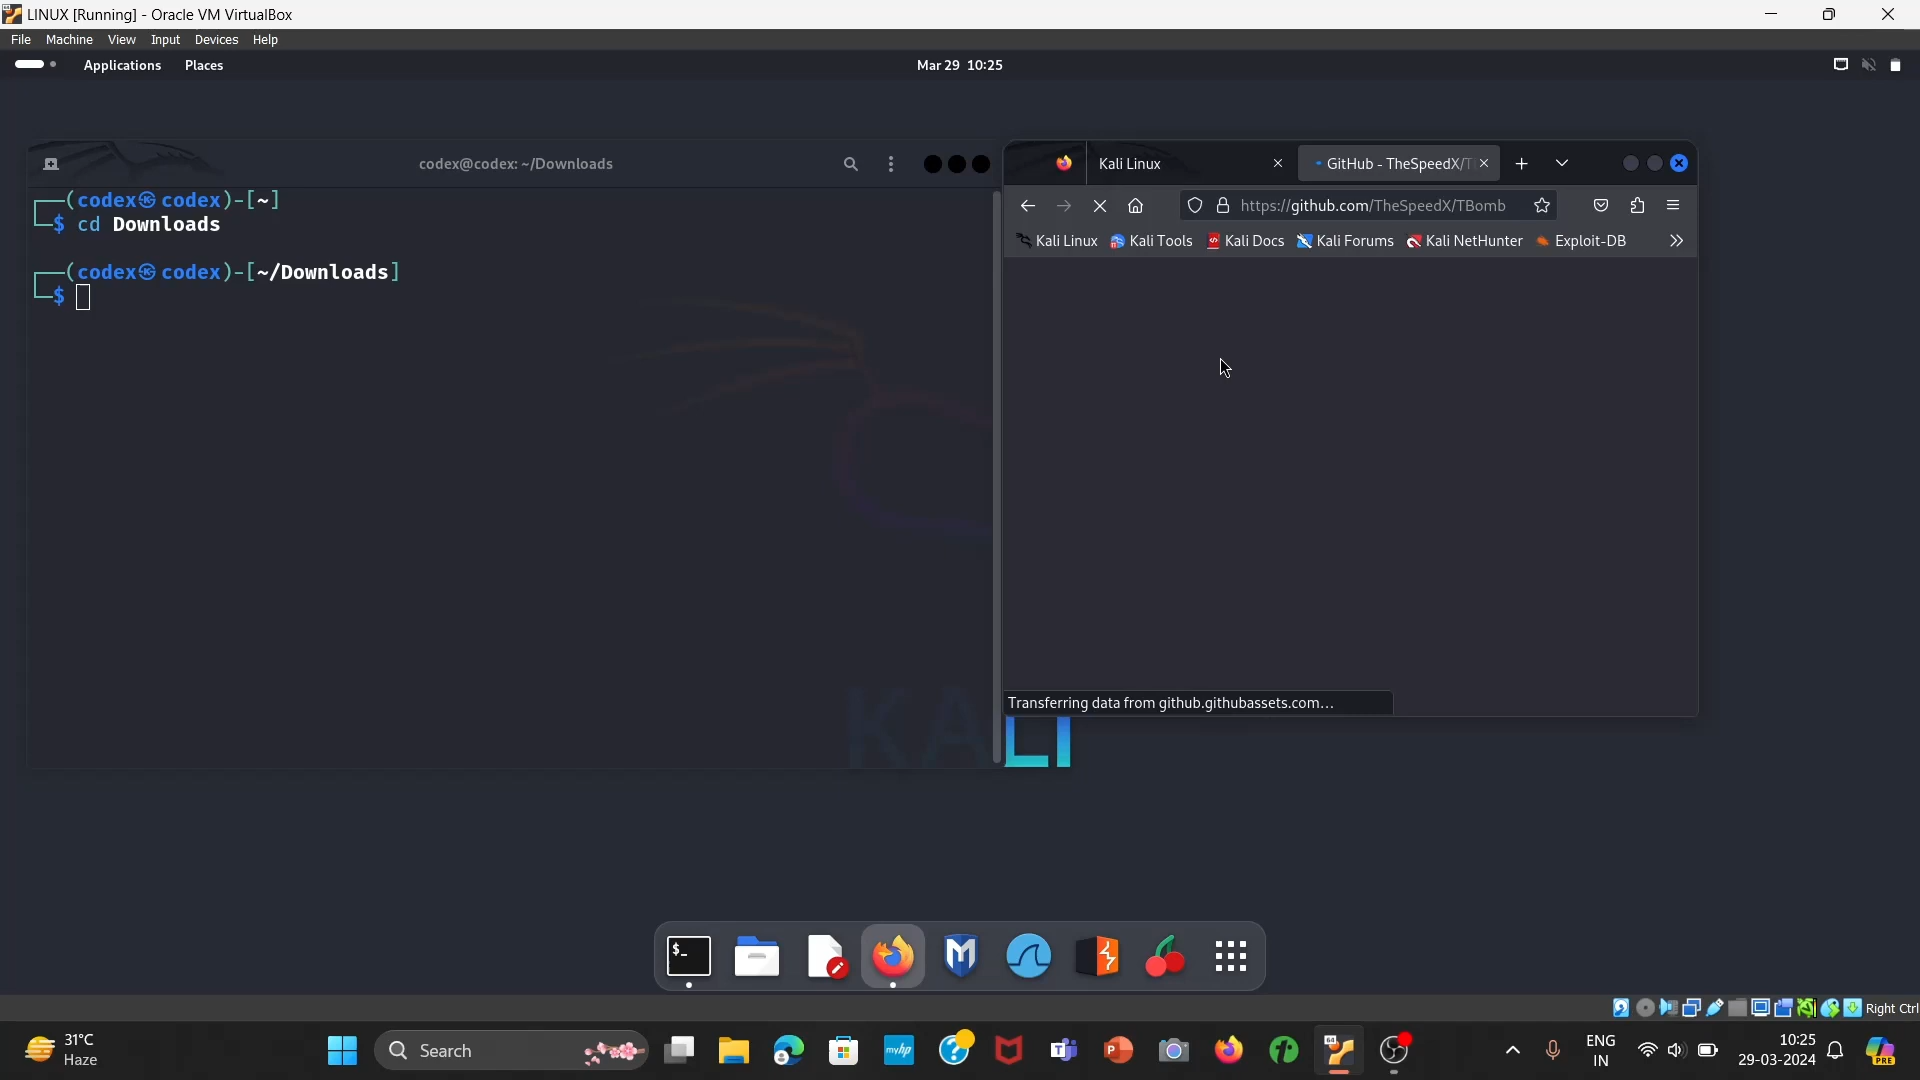 LINUX [Running] - Oracle VM VirtualBox
File Machine View Input Devices Help
Applications Places
Mar 29 10:25
codex@codex: ~/Downloads
(codex㉿codex)-[~]
$ cd Downloads
(codex㉿codex)-[~/Downloads]
$
Kali Linux
GitHub - TheSpeedX/T
https://github.com/TheSpeedX/TBomb
Kali Linux Kali Tools Kali Docs Kali Forums Kali NetHunter Exploit-DB
Transferring data from github.githubassets.com...
KALI
Right Ctrl
31°C
Haze
Search
myhp
ENG
IN
10:25
29-03-2024
PRE